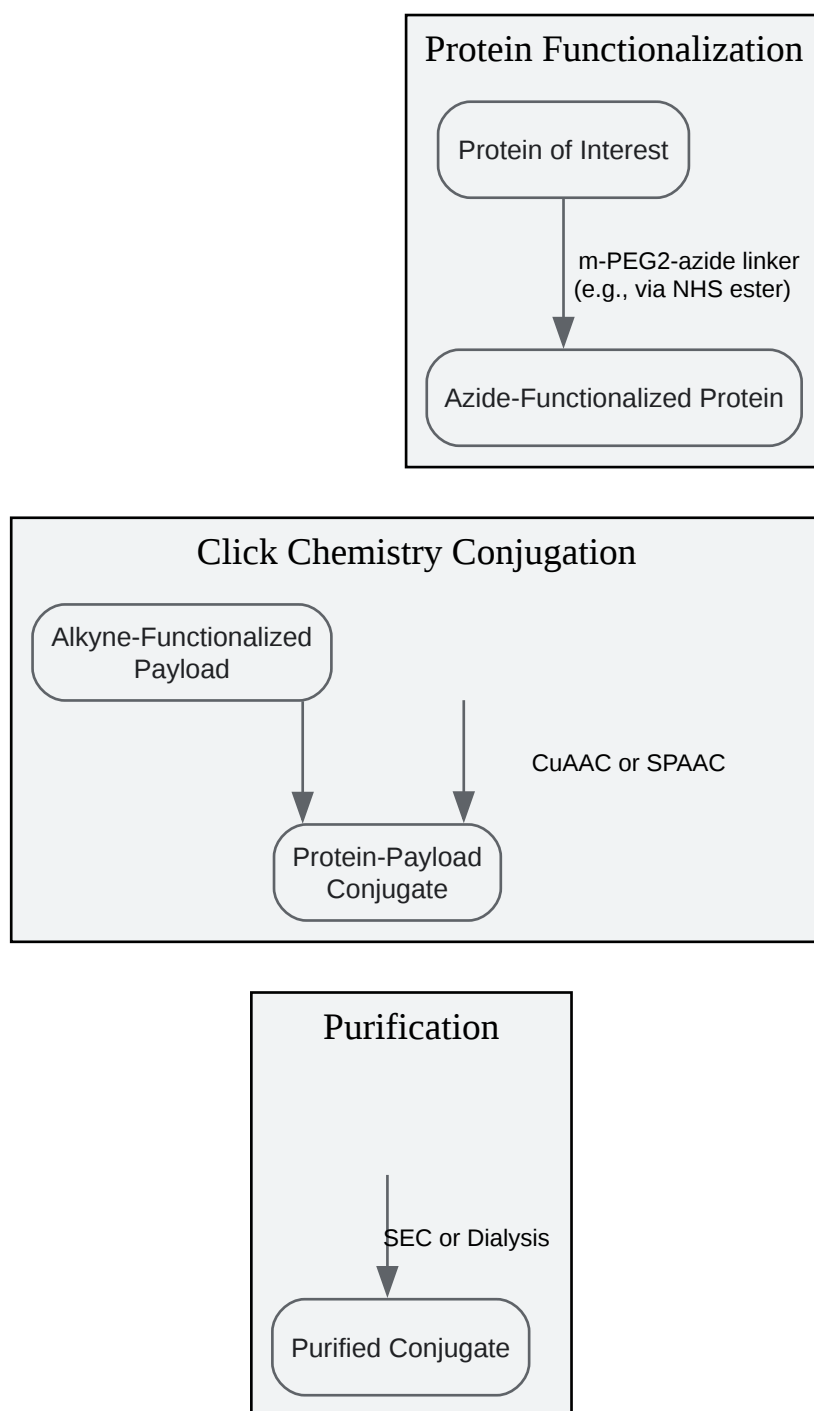 Protein Functionalization
Protein of Interest
m-PEG2-azide linker
(e.g., via NHS ester)
Azide-Functionalized Protein
Click Chemistry Conjugation
Alkyne-Functionalized
Payload
CuAAC or SPAAC
Protein-Payload
Conjugate
Purification
SEC or Dialysis
Purified Conjugate